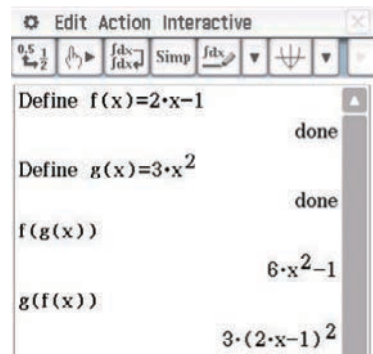 Edit Action Interactive
0.5 1 2 ∫dx ∫dx Simp ∫dx
Define f(x)=2·x−1
done
Define g(x)=3·x²
done
f(g(x))
6·x²−1
g(f(x))
3·(2·x−1)²